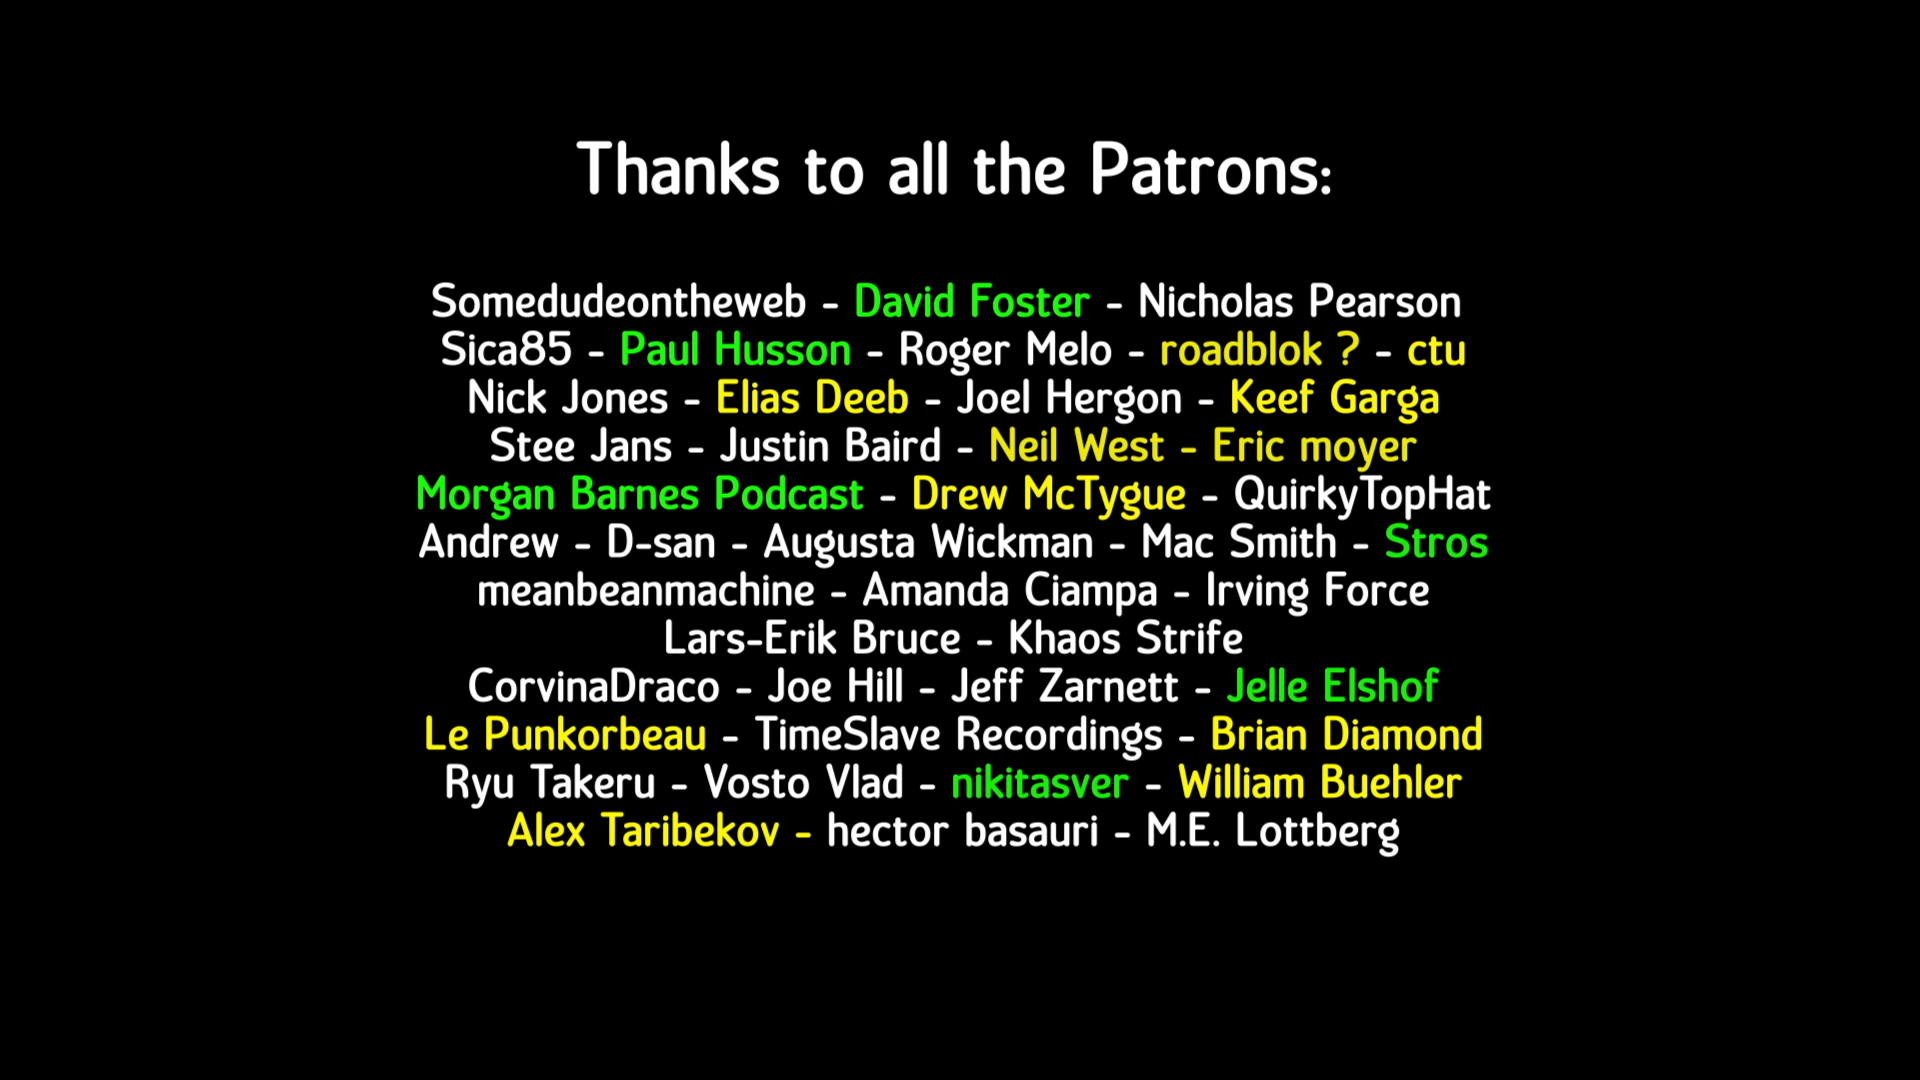 Thanks to all the Patrons:
Somedudeontheweb - David Foster - Nicholas Pearson
Sica85 - Paul Husson - Roger Melo - roadblok ? - ctu
Nick Jones - Elias Deeb - Joel Hergon - Keef Garga
Stee Jans - Justin Baird - Neil West - Eric moyer
Morgan Barnes Podcast - Drew McTygue - QuirkyTopHat
Andrew - D-san - Augusta Wickman - Mac Smith - Stros
meanbeanmachine - Amanda Ciampa - Irving Force
Lars-Erik Bruce - Khaos Strife
CorvinaDraco - Joe Hill - Jeff Zarnett - Jelle Elshof
Le Punkorbeau - TimeSlave Recordings - Brian Diamond
Ryu Takeru - Vosto Vlad - nikitasver - William Buehler
Alex Taribekov - hector basauri - M.E. Lottberg